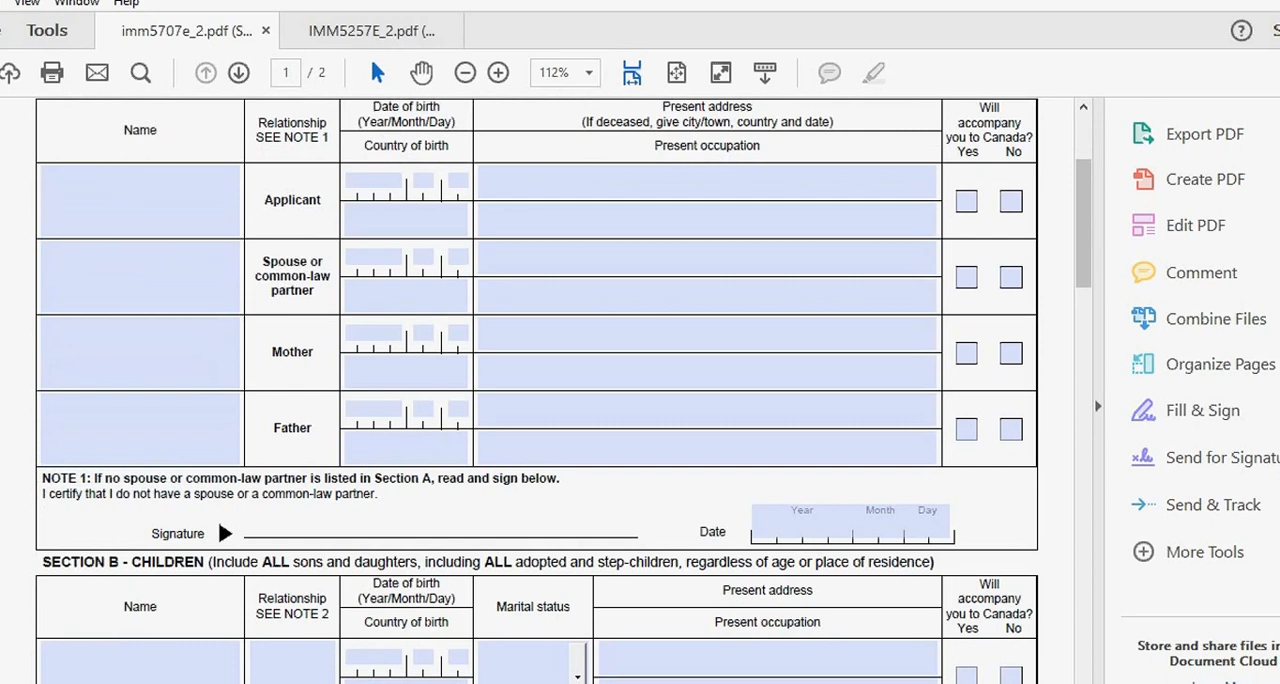 View Window Help
Tools
imm5707e_2.pdf (S... ×
IMM5257E_2.pdf (...
1 / 2
112%
Name
Relationship
SEE NOTE 1
Date of birth
(Year/Month/Day)
Country of birth
Present address
(If deceased, give city/town, country and date)
Present occupation
Will
accompany
you to Canada?
Yes No
Applicant
Spouse or
common-law
partner
Mother
Father
NOTE 1: If no spouse or common-law partner is listed in Section A, read and sign below.
I certify that I do not have a spouse or a common-law partner.
Signature
Date
Year Month Day
SECTION B - CHILDREN (Include ALL sons and daughters, including ALL adopted and step-children, regardless of age or place of residence)
Name
Relationship
SEE NOTE 2
Date of birth
(Year/Month/Day)
Country of birth
Marital status
Present address
Present occupation
Will
accompany
you to Canada?
Yes No
Export PDF
Create PDF
Edit PDF
Comment
Combine Files
Organize Pages
Fill & Sign
Send for Signatu
Send & Track
More Tools
Store and share files in
Document Cloud